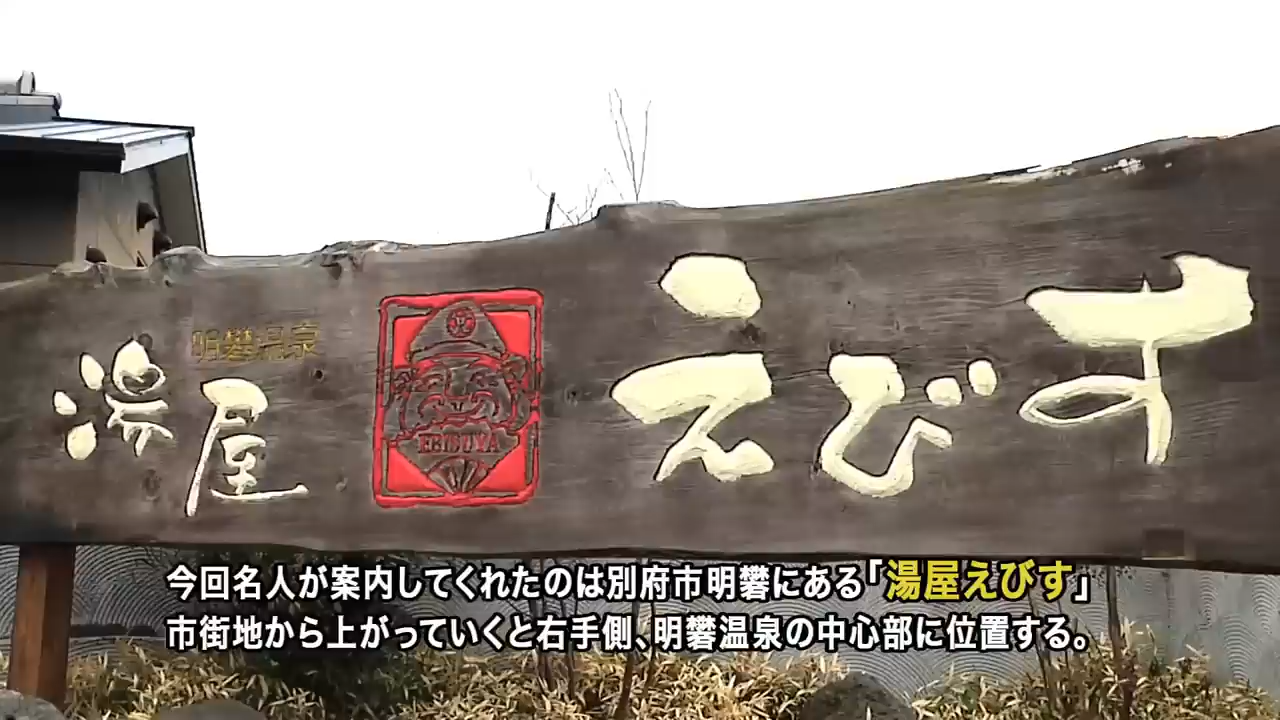 明礬温泉
湯屋
EBISUYA
えびす
今回名人が案内してくれたのは別府市明礬にある「湯屋えびす」
市街地から上がっていくと右手側、明礬温泉の中心部に位置する。